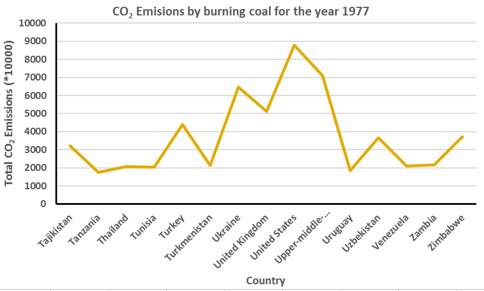 CO₂ Emisions by burning coal for the year 1977
Total CO₂ Emissions (*10000)
10000
9000
8000
7000
6000
5000
4000
3000
2000
1000
0
Tajikistan
Tanzania
Thailand
Tunisia
Turkey
Turkmenistan
Ukraine
United Kingdom
United States
Upper-middle-...
Uruguay
Uzbekistan
Venezuela
Zambia
Zimbabwe
Country